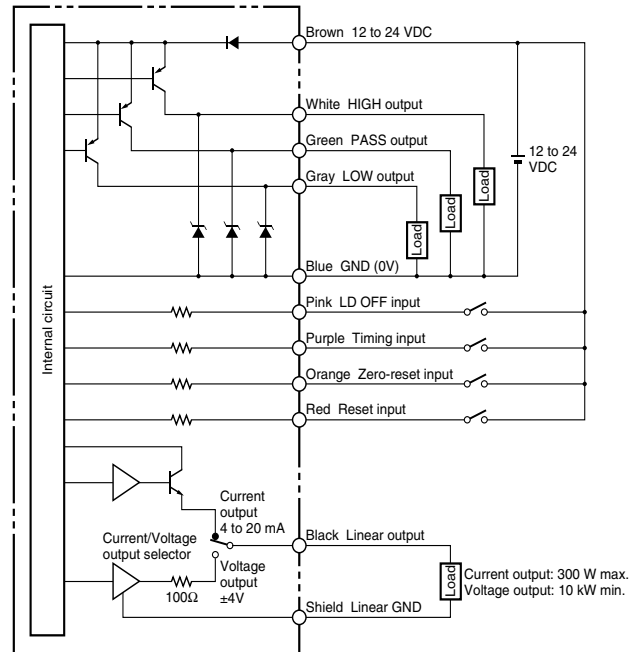 Brown 12 to 24 VDC
White HIGH output
Green PASS output
12 to 24
VDC
Gray LOW output
Load
Load
Load
Blue GND (0V)
Internal circuit
Pink LD OFF input
Purple Timing input
Orange Zero-reset input
Red Reset input
Current
output
4 to 20 mA
Current/Voltage
output selector
Black Linear output
Voltage
output
±4V
100Ω
Load
Current output: 300 W max.
Voltage output: 10 kW min.
Shield Linear GND